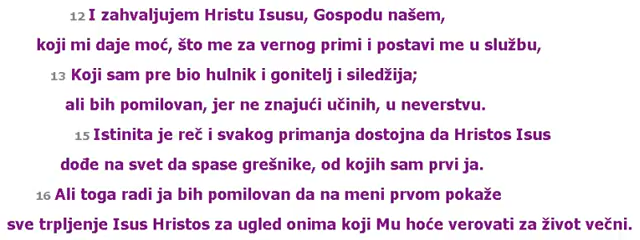 12 I zahvaljujem Hristu Isusu, Gospodu našem,
koji mi daje moć, što me za vernog primi i postavi me u službu,
13 Koji sam pre bio hulnik i gonitelj i siledžija;
ali bih pomilovan, jer ne znajući učinih, u neverstvu.
15 Istinita je reč i svakog primanja dostojna da Hristos Isus
dođe na svet da spase grešnike, od kojih sam prvi ja.
16 Ali toga radi ja bih pomilovan da na meni prvom pokaže
sve trpljenje Isus Hristos za ugled onima koji Mu hoće verovati za život večni.